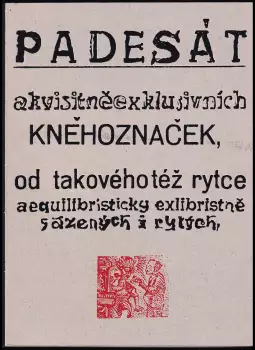 PADESÁT
akvisitněexklusivních
KNĚHOZNAČEK,
od takovéhotéž rytce
aequilibristicky exlibristně
sázených i rytých,